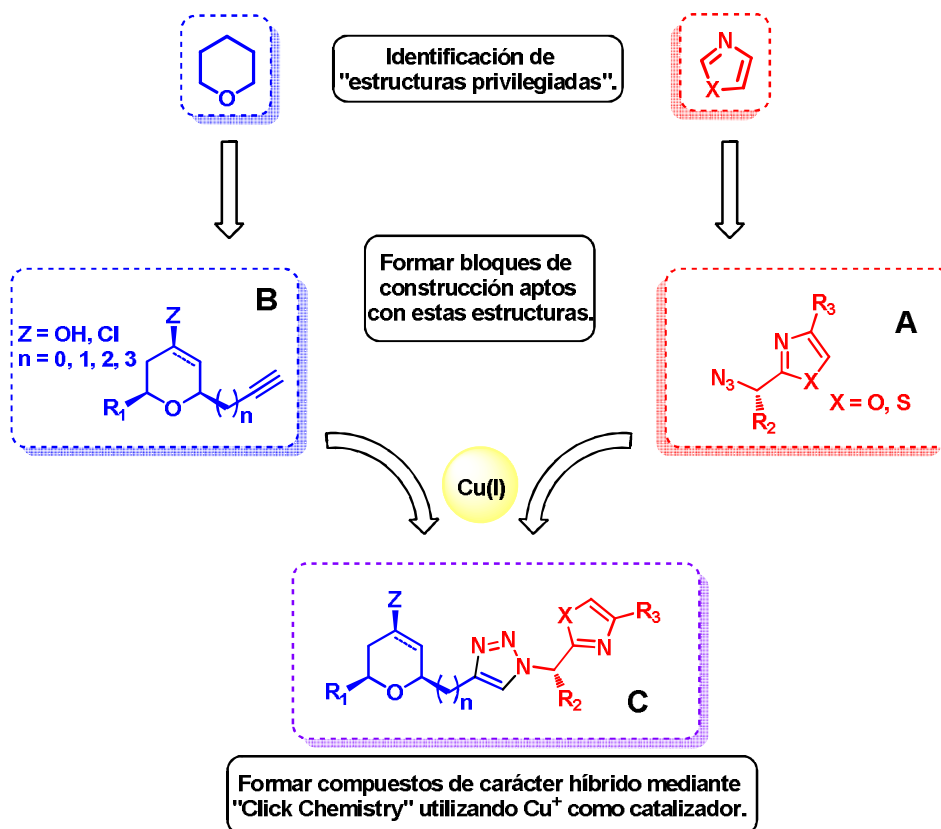 O
Identificación de
"estructuras privilegiadas".
N
X
Formar bloques de
construcción aptos
con estas estructuras.
B
Z = OH, Cl
n = 0, 1, 2, 3
Z
O
R1
n
A
R3
N
N3
X
X = O, S
R2
Cu(I)
Z
O
R1
n
N
N
N
X
N
R3
R2
C
Formar compuestos de carácter híbrido mediante
"Click Chemistry" utilizando Cu+ como catalizador.